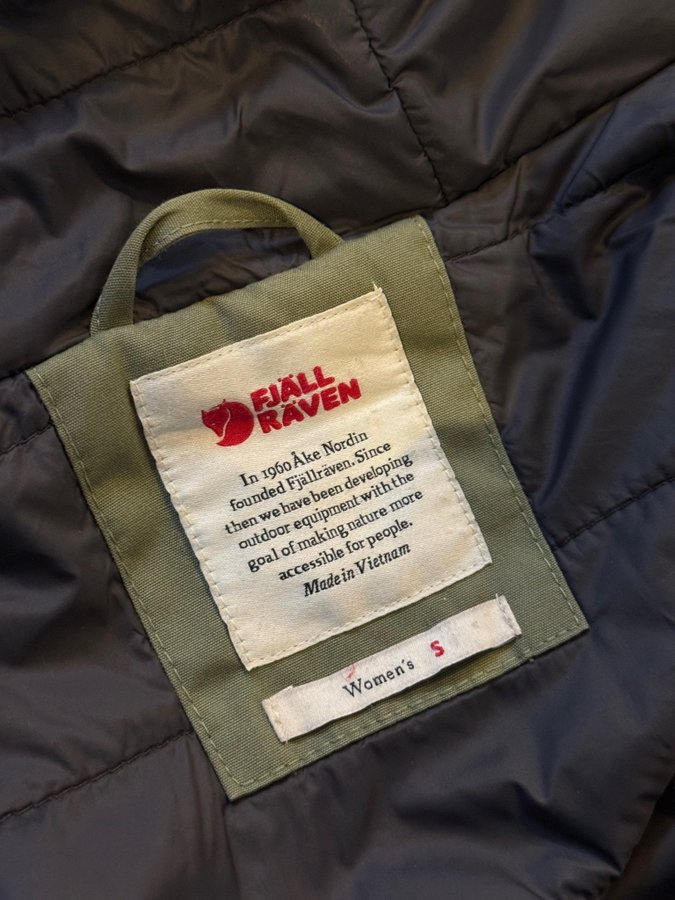 FJÄLL
RÄVEN
In 1960 Åke Nordin
founded Fjällräven. Since
then we have been developing
outdoor equipment with the
goal of making nature more
accessible for people.
Made in Vietnam
Women's S